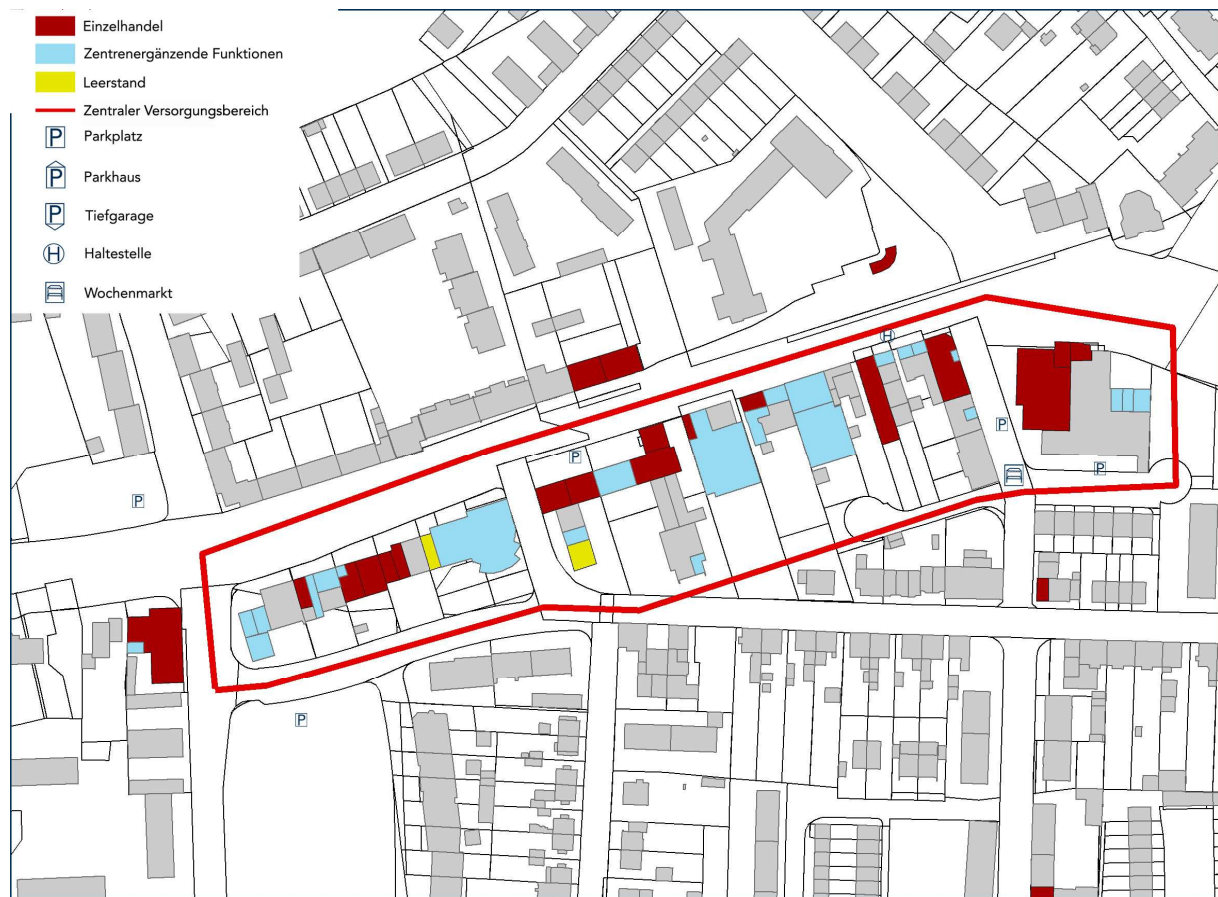 Einzelhandel
Zentrenergänzende Funktionen
Leerstand
Zentraler Versorgungsbereich
P Parkplatz
P Parkhaus
P Tiefgarage
H Haltestelle
Wochenmarkt
H
P
P
P
P
P